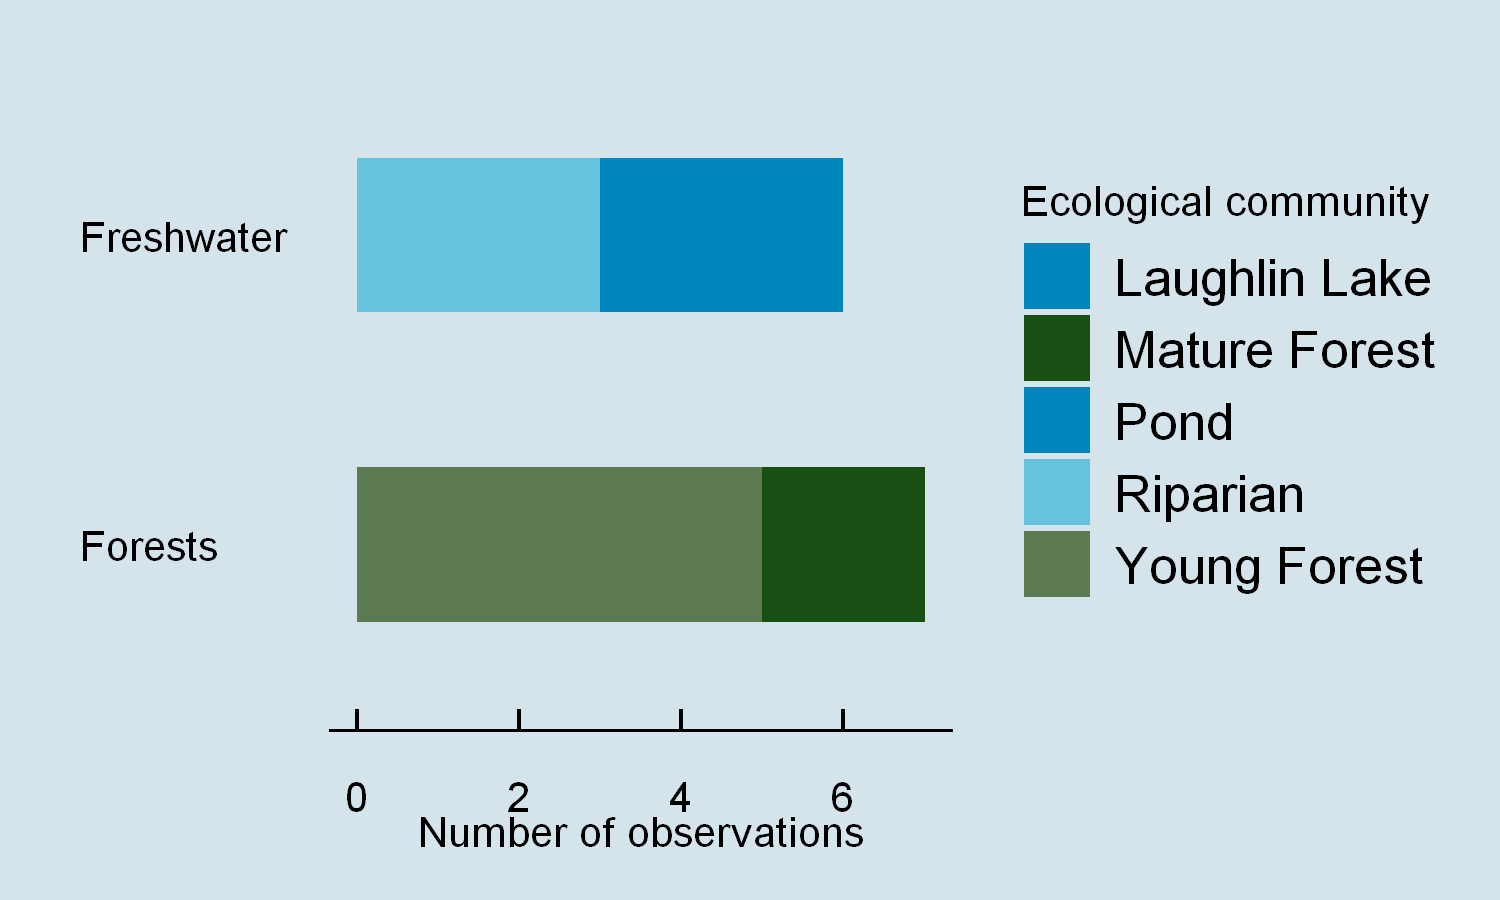 Freshwater
Forests
0 2 4 6
Number of observations
Ecological community
Laughlin Lake
Mature Forest
Pond
Riparian
Young Forest